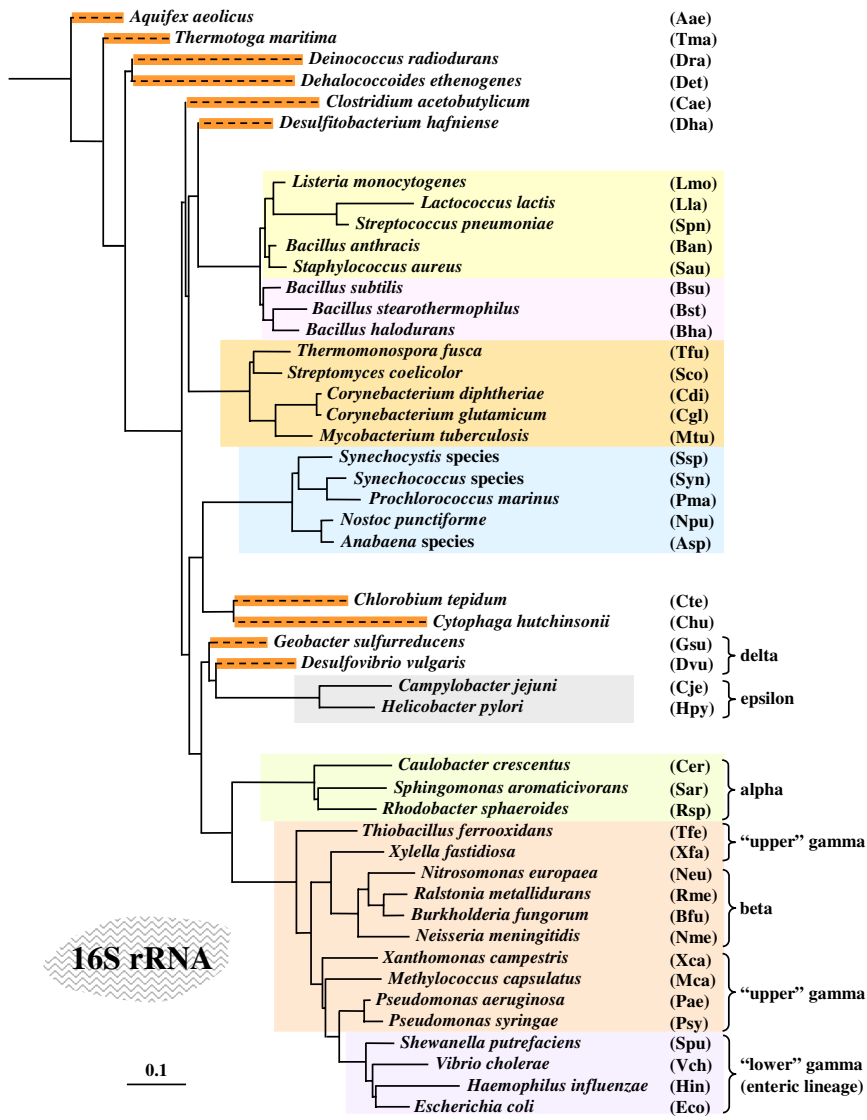 Aquifex aeolicus (Aae)
Thermotoga maritima (Tma)
Deinococcus radiodurans (Dra)
Dehalococcoides ethenogenes (Det)
Clostridium acetobutylicum (Cae)
Desulfitobacterium hafniense (Dha)
Listeria monocytogenes (Lmo)
Lactococcus lactis (Lla)
Streptococcus pneumoniae (Spn)
Bacillus anthracis (Ban)
Staphylococcus aureus (Sau)
Bacillus subtilis (Bsu)
Bacillus stearothermophilus (Bst)
Bacillus halodurans (Bha)
Thermomonospora fusca (Tfu)
Streptomyces coelicolor (Sco)
Corynebacterium diphtheriae (Cdi)
Corynebacterium glutamicum (Cgl)
Mycobacterium tuberculosis (Mtu)
Synechocystis species (Ssp)
Synechococcus species (Syn)
Prochlorococcus marinus (Pma)
Nostoc punctiforme (Npu)
Anabaena species (Asp)
Chlorobium tepidum (Cte)
Cytophaga hutchinsonii (Chu)
Geobacter sulfurreducens (Gsu)
delta
Desulfovibrio vulgaris (Dvu)
Campylobacter jejuni (Cje)
epsilon
Helicobacter pylori (Hpy)
Caulobacter crescentus (Ccr)
Sphingomonas aromaticivorans (Sar) alpha
Rhodobacter sphaeroides (Rsp)
Thiobacillus ferrooxidans (Tfe)
“upper” gamma
Xylella fastidiosa (Xfa)
Nitrosomonas europaea (Neu)
Ralstonia metallidurans (Rme)
beta
Burkholderia fungorum (Bfu)
Neisseria meningitidis (Nme)
16S rRNA
Xanthomonas campestris (Xca)
Methylococcus capsulatus (Mca)
“upper” gamma
Pseudomonas aeruginosa (Pae)
Pseudomonas syringae (Psy)
Shewanella putrefaciens (Spu)
Vibrio cholerae (Vch) “lower” gamma
0.1
Haemophilus influenzae (Hin) (enteric lineage)
Escherichia coli (Eco)